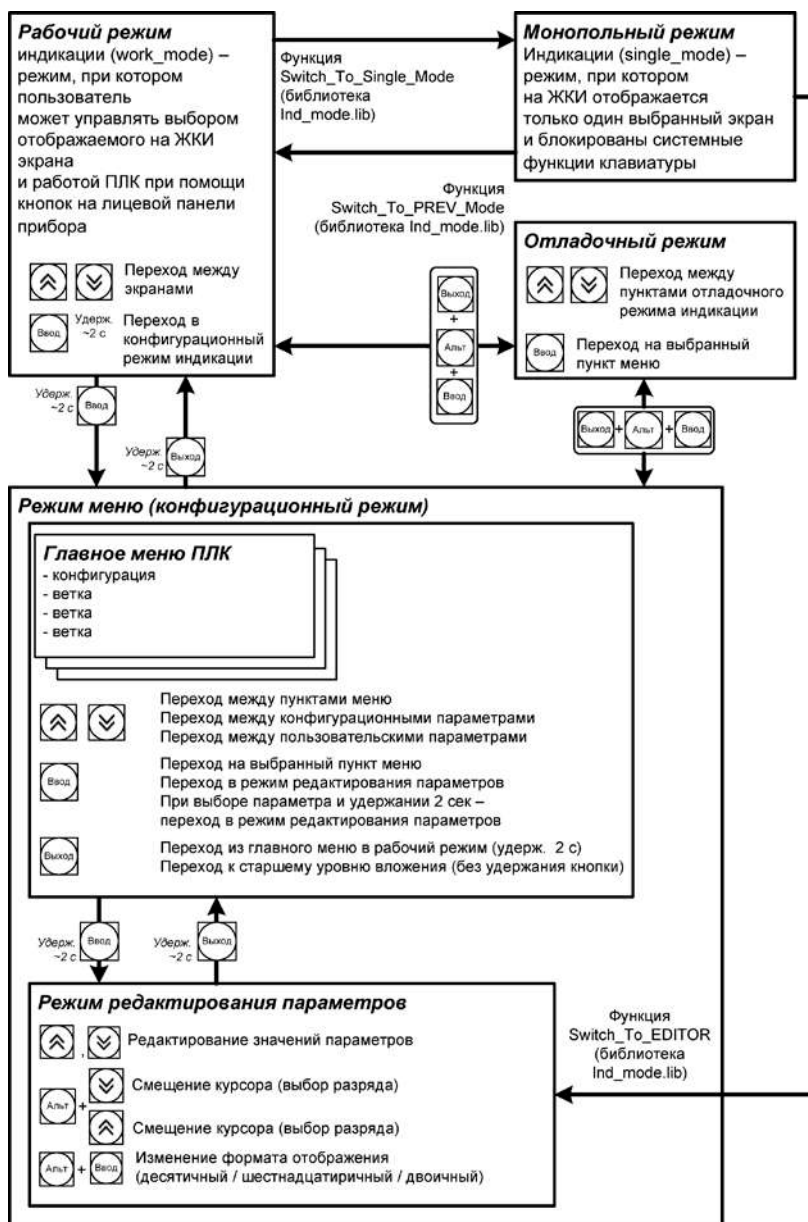 Рабочий режим
индикации (work_mode) –
режим, при котором
пользователь
может управлять выбором
отображаемого на ЖКИ
экрана
и работой ПЛК при помощи
кнопок на лицевой панели
прибора
Переход между
экранами
Ввод
Удерж.
~2 с
Переход в
конфигурационный
режим индикации
Функция
Switch_To_Single_Mode
(библиотека
Ind_mode.lib)
Монопольный режим
Индикации (single_mode) –
режим, при котором
на ЖКИ отображается
только один выбранный экран
и блокированы системные
функции клавиатуры
Функция
Switch_To_PREV_Mode
(библиотека Ind_mode.lib)
Выход
+
Альт
+
Ввод
Отладочный режим
Переход между
пунктами отладочного
режима индикации
Ввод
Переход на выбранный
пункт меню
Удерж.
~2 с
Ввод
Удерж.
~2 с
Выход
Выход + Альт + Ввод
Режим меню (конфигурационный режим)
Главное меню ПЛК
- конфигурация
- ветка
- ветка
- ветка
Переход между пунктами меню
Переход между конфигурационными параметрами
Переход между пользовательскими параметрами
Ввод
Переход на выбранный пункт меню
Переход в режим редактирования параметров
При выборе параметра и удержании 2 сек –
переход в режим редактирования параметров
Выход
Переход из главного меню в рабочий режим (удерж. 2 с)
Переход к старшему уровню вложения (без удержания кнопки)
Удерж.
~2 с
Ввод
Удерж.
~2 с
Выход
Режим редактирования параметров
, Редактирование значений параметров
Альт +
Смещение курсора (выбор разряда)
Смещение курсора (выбор разряда)
Альт + Ввод
Изменение формата отображения
(десятичный / шестнадцатиричный / двоичный)
Функция
Switch_To_EDITOR
(библиотека
Ind_mode.lib)